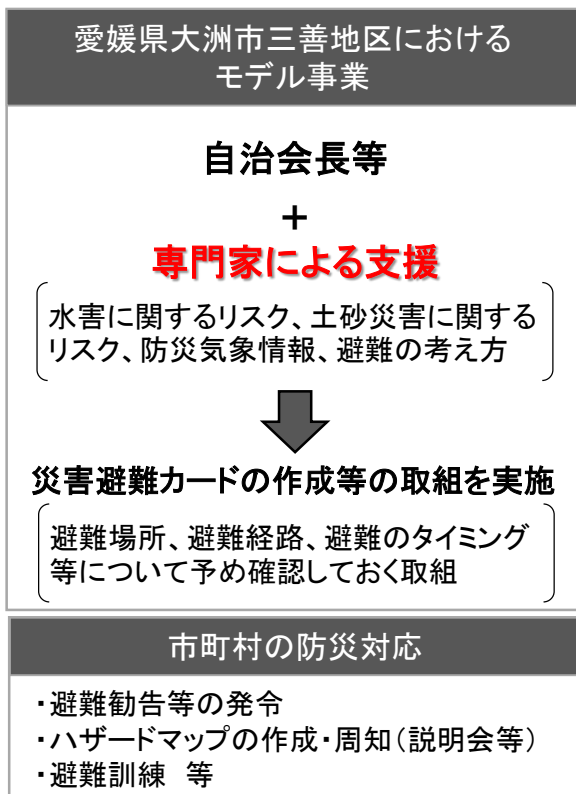 愛媛県大洲市三善地区における
モデル事業
自治会長等
+
専門家による支援
水害に関するリスク、土砂災害に関する
リスク、防災気象情報、避難の考え方
災害避難カードの作成等の取組を実施
避難場所、避難経路、避難のタイミング
等について予め確認しておく取組
市町村の防災対応
・避難勧告等の発令
・ハザードマップの作成・周知(説明会等)
・避難訓練 等